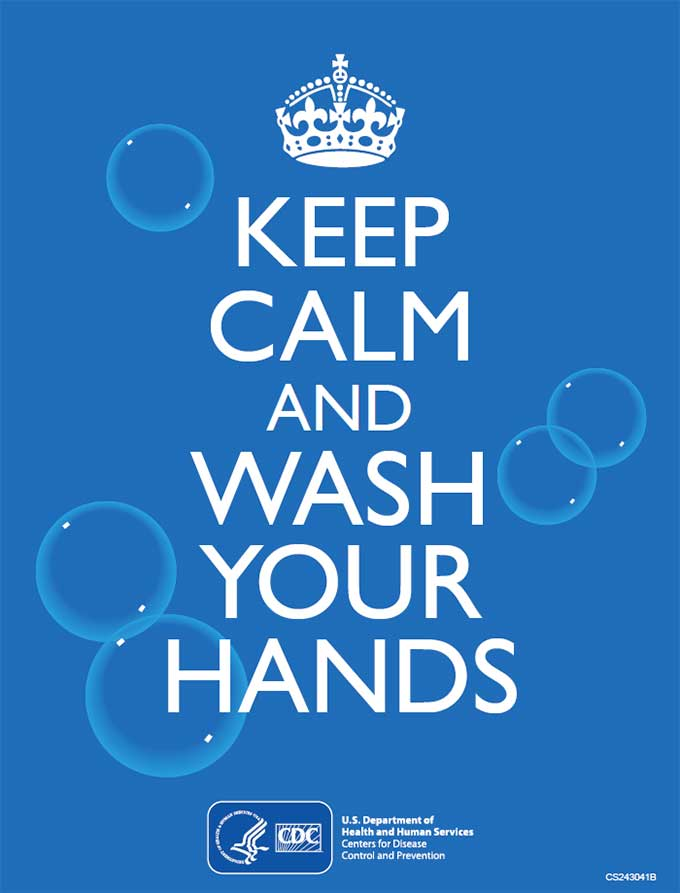 KEEP
CALM
AND
WASH
YOUR
HANDS
CDC
U.S. Department of
Health and Human Services
Centers for Disease
Control and Prevention
CS243041B